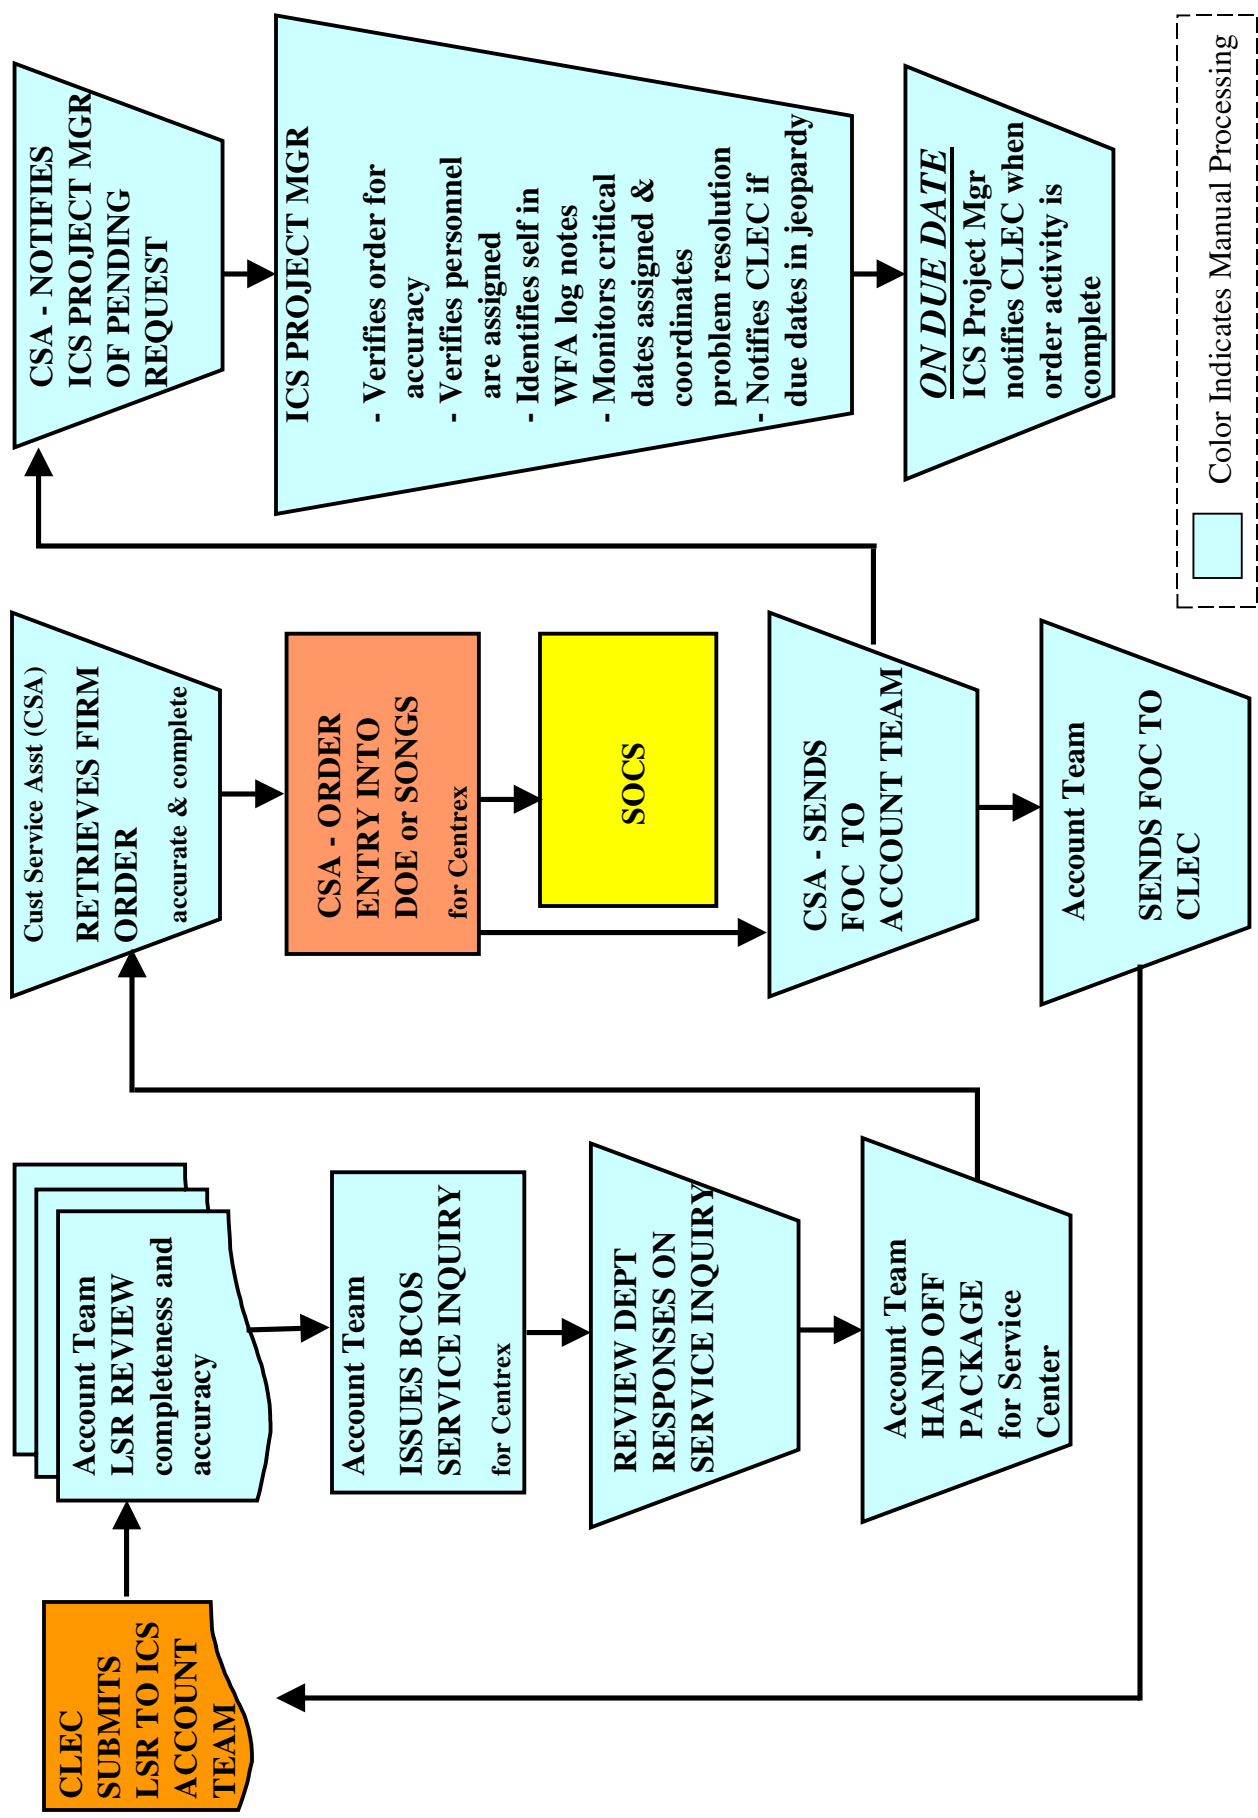 CLEC
SUBMITS
LSR TO ICS
ACCOUNT
TEAM
Account Team
LSR REVIEW
completeness and
accuracy
Account Team
ISSUES BCOS
SERVICE INQUIRY
for Centrex
REVIEW DEPT
RESPONSES ON
SERVICE INQUIRY
Account Team
HAND OFF
PACKAGE
for Service
Center
Cust Service Asst (CSA)
RETRIEVES FIRM
ORDER
accurate & complete
CSA - ORDER
ENTRY INTO
DOE or SONGS
for Centrex
SOCS
CSA - SENDS
FOC TO
ACCOUNT TEAM
Account Team
SENDS FOC TO
CLEC
CSA - NOTIFIES
ICS PROJECT MGR
OF PENDING
REQUEST
ICS PROJECT MGR
- Verifies order for
accuracy
- Verifies personnel
are assigned
- Identifies self in
WFA log notes
- Monitors critical
dates assigned &
coordinates
problem resolution
- Notifies CLEC if
due dates in jeopardy
ON DUE DATE
ICS Project Mgr
notifies CLEC when
order activity is
complete
Color Indicates Manual Processing